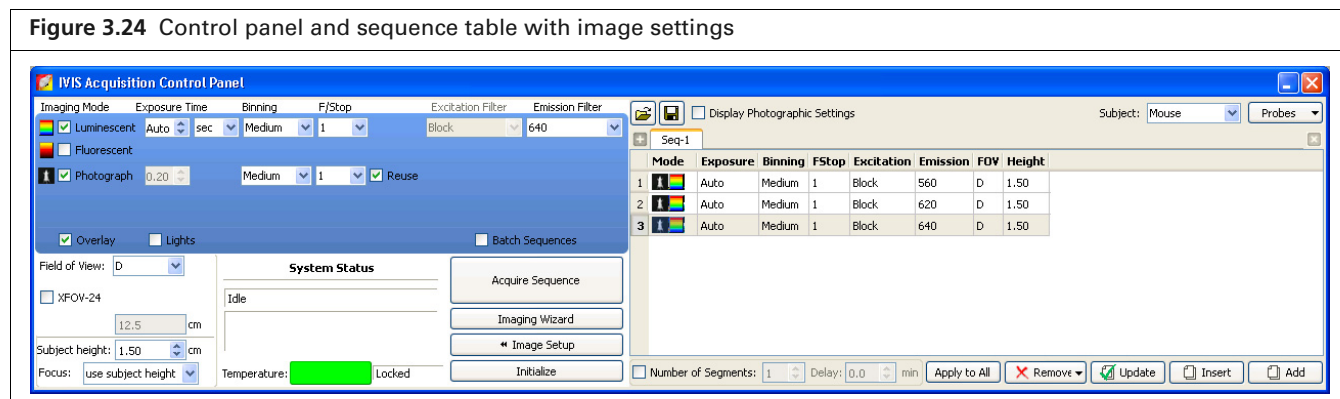 Figure 3.24 Control panel and sequence table with image settings
IVIS Acquisition Control Panel
Imaging Mode Exposure Time Binning F/Stop Excitation Filter Emission Filter
Luminescent Auto sec Medium 1 Block 640
Fluorescent
Photograph 0.20 Medium 1 Reuse
Overlay Lights Batch Sequences
Field of View: D
XFOV-24
12.5 cm
Subject height: 1.50 cm
Focus: use subject height
System Status
Idle
Temperature: Locked
Acquire Sequence
Imaging Wizard
Image Setup
Initialize
Display Photographic Settings Subject: Mouse Probes
Seq-1
Mode Exposure Binning FStop Excitation Emission FOV Height
1 Auto Medium 1 Block 560 D 1.50
2 Auto Medium 1 Block 620 D 1.50
3 Auto Medium 1 Block 640 D 1.50
Number of Segments: 1 Delay: 0.0 min Apply to All Remove Update Insert Add